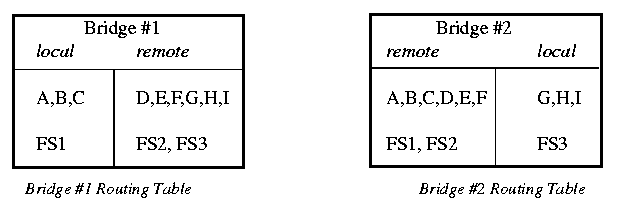 Bridge #1
local remote
A,B,C D,E,F,G,H,I
FS1 FS2, FS3
Bridge #1 Routing Table
Bridge #2
remote local
A,B,C,D,E,F G,H,I
FS1, FS2 FS3
Bridge #2 Routing Table